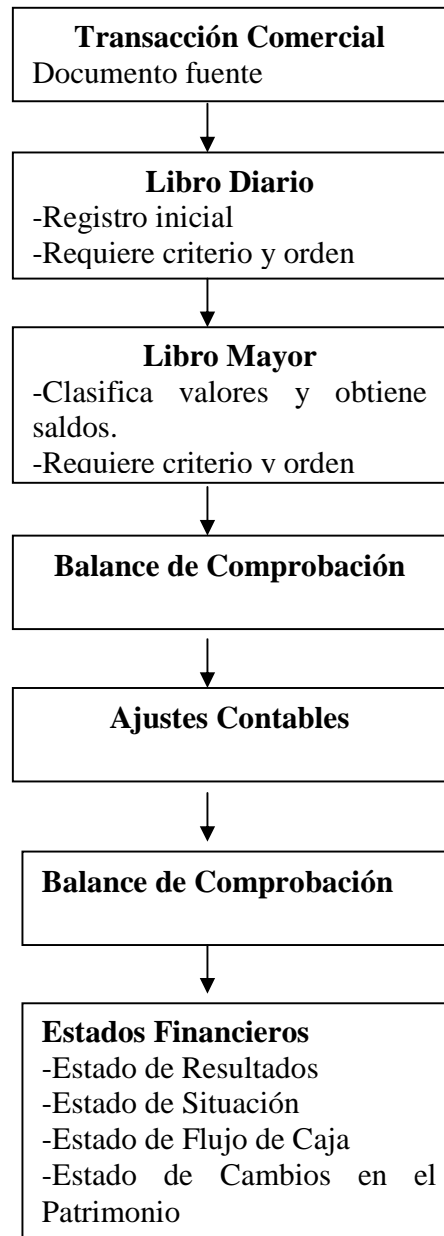 Transacción Comercial
Documento fuente
Libro Diario
-Registro inicial
-Requiere criterio y orden
Libro Mayor
-Clasifica valores y obtiene
saldos.
-Requiere criterio y orden
Balance de Comprobación
Ajustes Contables
Balance de Comprobación
Estados Financieros
-Estado de Resultados
-Estado de Situación
-Estado de Flujo de Caja
-Estado de Cambios en el
Patrimonio